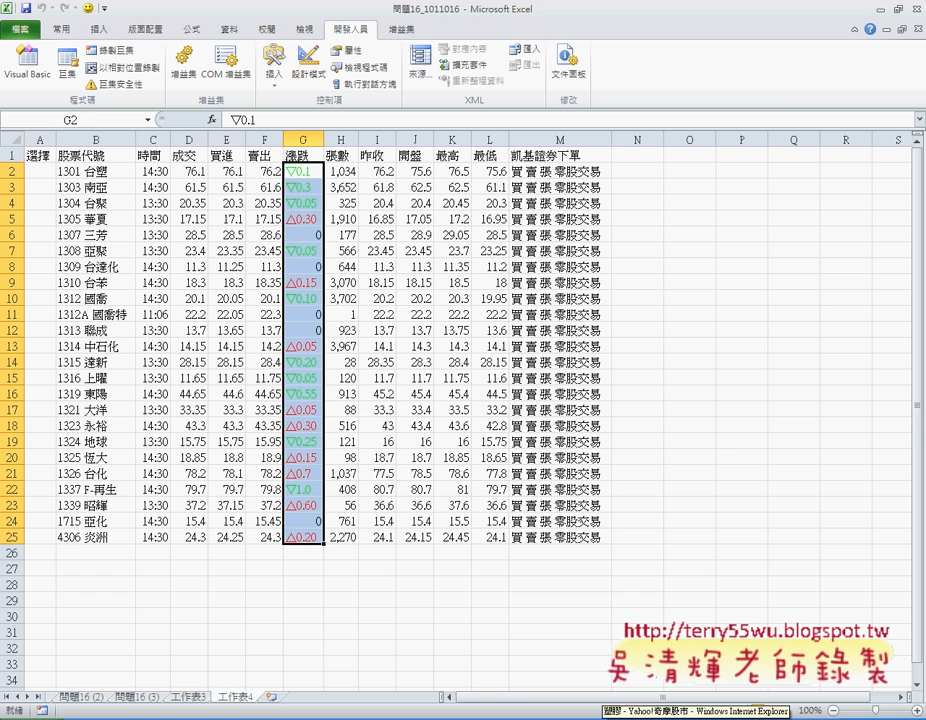 問題16_1011016 - Microsoft Excel
檔案 常用 插入 版面配置 公式 資料 校閱 檢視 開發人員 增益集
Visual Basic 巨集 錄製巨集 以相對位置錄製 巨集安全性 程式碼
增益集 COM 增益集 增益集
插入 設計模式 屬性 檢視程式碼 執行對話方塊 控制項
來源... 對應內容 擴充套件 重新整理資料 匯入 匯出 XML
文件面板 修改
G2 fx ▽0.1
A B C D E F G H I J K L M N O P Q R S
1 選擇 股票代號 時間 成交 買進 賣出 漲跌 張數 昨收 開盤 最高 最低 凱基證券下單
2 1301 台塑 14:30 76.1 76.1 76.2 ▽0.1 1,034 76.2 75.6 76.5 75.6 買 賣 張 零股交易
3 1303 南亞 14:30 61.5 61.5 61.6 ▽0.3 3,652 61.8 62.5 62.5 61.1 買 賣 張 零股交易
4 1304 台聚 14:30 20.35 20.3 20.35 ▽0.05 325 20.4 20.4 20.45 20.3 買 賣 張 零股交易
5 1305 華夏 14:30 17.15 17.1 17.15 △0.30 1,910 16.85 17.05 17.2 16.95 買 賣 張 零股交易
6 1307 三芳 14:30 28.5 28.5 28.6 0 177 28.5 28.9 29.05 28.5 買 賣 張 零股交易
7 1308 亞聚 14:30 23.4 23.35 23.45 ▽0.05 566 23.45 23.45 23.7 23.25 買 賣 張 零股交易
8 1309 台達化 14:30 11.3 11.25 11.3 0 644 11.3 11.3 11.35 11.2 買 賣 張 零股交易
9 1310 台苯 14:30 18.3 18.3 18.35 △0.15 3,070 18.15 18.15 18.5 18 買 賣 張 零股交易
10 1312 國喬 14:30 20.1 20.05 20.1 ▽0.10 3,702 20.2 20.2 20.3 19.95 買 賣 張 零股交易
11 1312A 國喬特 11:06 22.2 22.05 22.3 0 1 22.2 22.2 22.2 22.2 買 賣 張 零股交易
12 1313 聯成 14:30 13.7 13.65 13.7 0 923 13.7 13.7 13.75 13.6 買 賣 張 零股交易
13 1314 中石化 14:30 14.15 14.15 14.2 △0.05 3,967 14.1 14.3 14.3 14.1 買 賣 張 零股交易
14 1315 達新 13:30 28.15 28.15 28.4 ▽0.20 28 28.35 28.3 28.4 28.15 買 賣 張 零股交易
15 1316 上曜 13:30 11.65 11.65 11.75 ▽0.05 120 11.7 11.7 11.75 11.6 買 賣 張 零股交易
16 1319 東陽 14:30 44.65 44.6 44.65 ▽0.55 913 45.2 45.4 45.4 44.5 買 賣 張 零股交易
17 1321 大洋 13:30 33.35 33.3 33.35 △0.05 88 33.3 33.4 33.5 33.2 買 賣 張 零股交易
18 1323 永裕 14:30 43.3 43.3 43.35 △0.30 516 43 43.4 43.6 42.8 買 賣 張 零股交易
19 1324 地球 13:30 15.75 15.75 15.95 ▽0.25 121 16 16 16 15.75 買 賣 張 零股交易
20 1325 恆大 14:30 18.85 18.8 18.9 △0.15 98 18.7 18.7 18.85 18.65 買 賣 張 零股交易
21 1326 台化 14:30 78.2 78.1 78.2 △0.7 1,037 77.5 78.5 78.6 77.8 買 賣 張 零股交易
22 1337 F-再生 14:30 79.7 79.7 79.8 ▽1.0 408 80.7 80.7 81 79.7 買 賣 張 零股交易
23 1339 昭輝 13:30 37.2 37.15 37.2 △0.60 56 36.6 37.6 36.6 買 賣 張 零股交易
24 1715 亞化 14:30 15.4 15.4 15.45 0 761 15.4 15.4 15.5 15.4 買 賣 張 零股交易
25 4306 炎洲 14:30 24.3 24.25 24.3 △0.20 2,270 24.1 24.15 24.45 24.1 買 賣 張 零股交易
26
27
28
29
30
31
32
33
34
http://terry55wu.blogspot.tw
吳清輝老師錄製
問題16 (2) 問題16 (3) 工作表3 工作表4
就緒 塑膠 - Yahoo!奇摩股市 - Windows Internet Explorer 100%